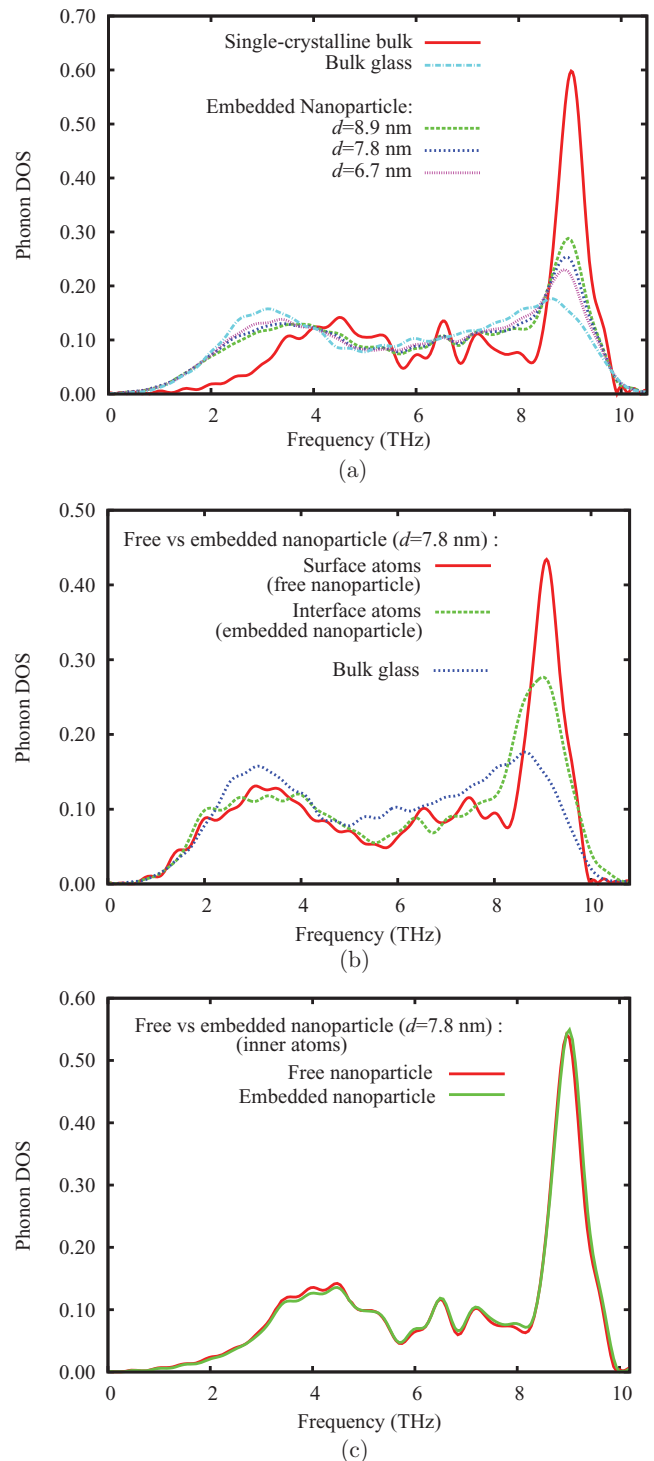 0.70
0.60
0.50
0.40
0.30
0.20
0.10
0.00
Phonon DOS
Single-crystalline bulk
Bulk glass
Embedded Nanoparticle:
d=8.9 nm
d=7.8 nm
d=6.7 nm
0 2 4 6 8 10
Frequency (THz)
(a)
0.50
0.40
0.30
0.20
0.10
0.00
Phonon DOS
Free vs embedded nanoparticle (d=7.8 nm) :
Surface atoms
(free nanoparticle)
Interface atoms
(embedded nanoparticle)
Bulk glass
0 2 4 6 8 10
Frequency (THz)
(b)
0.60
0.50
0.40
0.30
0.20
0.10
0.00
Phonon DOS
Free vs embedded nanoparticle (d=7.8 nm) :
(inner atoms)
Free nanoparticle
Embedded nanoparticle
0 2 4 6 8 10
Frequency (THz)
(c)